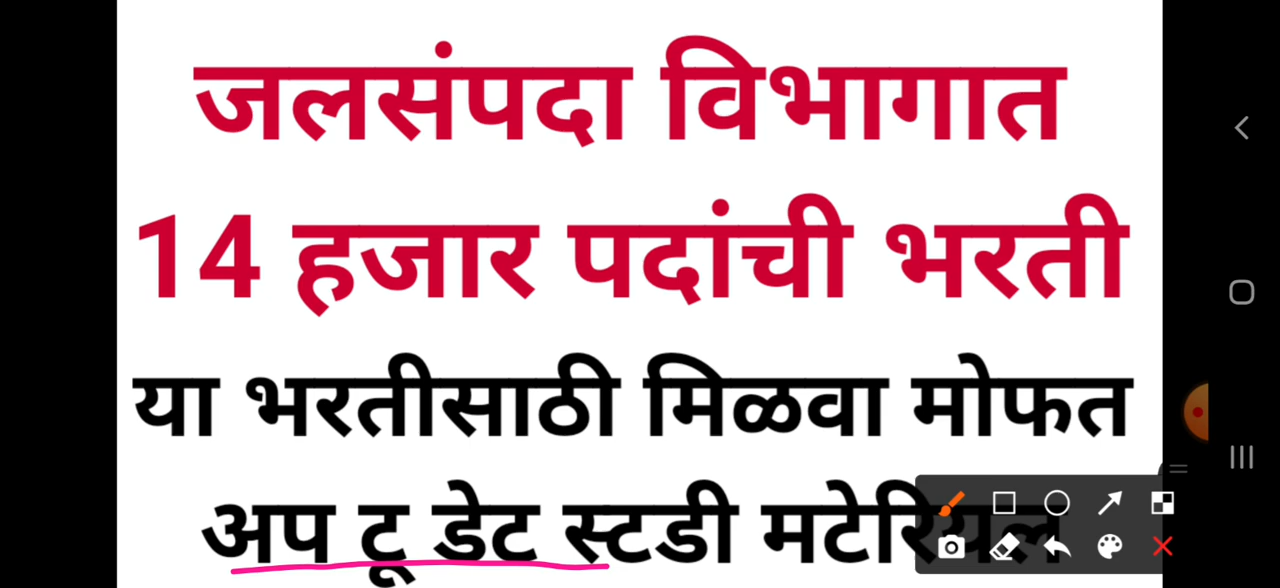 जलसंपदा विभागात
14 हजार पदांची भरती
या भरतीसाठी मिळवा मोफत
अप टू डेट स्टडी मटेरियल